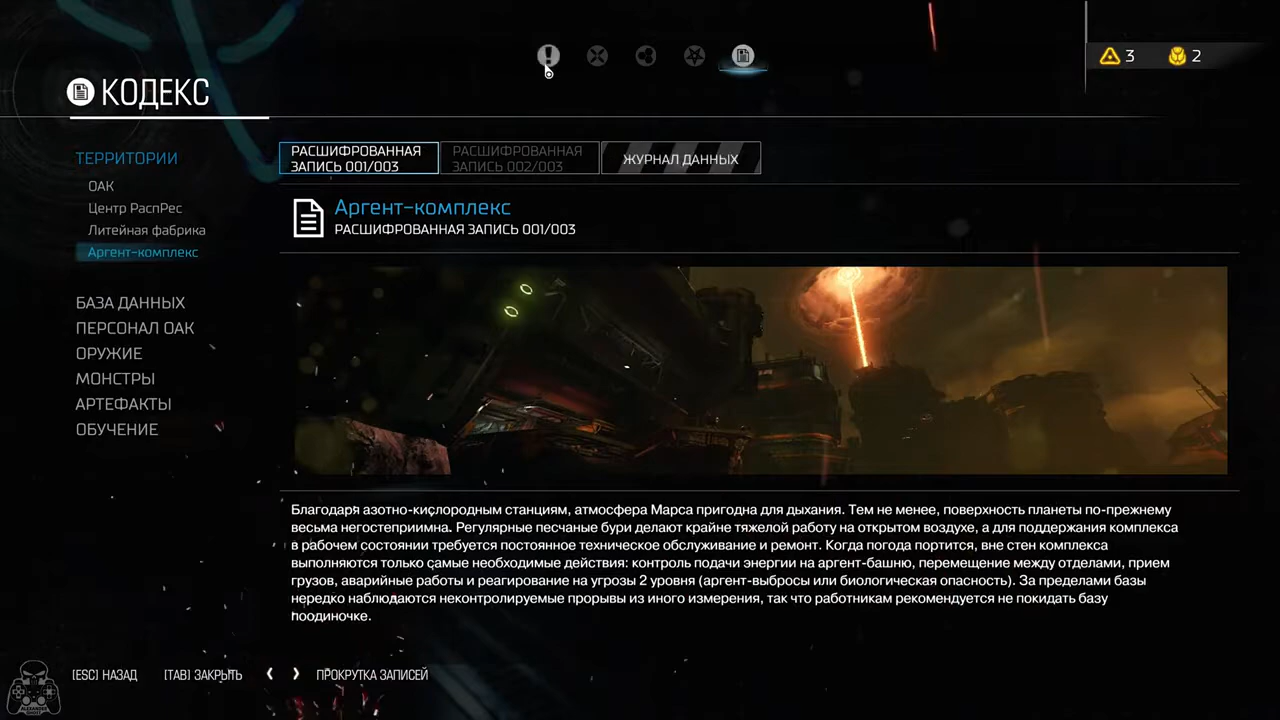 3
2
КОДЕКС
ТЕРРИТОРИИ
ОАК
Центр РаспРес
Литейная фабрика
Аргент-комплекс
БАЗА ДАННЫХ
ПЕРСОНАЛ ОАК
ОРУЖИЕ
МОНСТРЫ
АРТЕФАКТЫ
ОБУЧЕНИЕ
РАСШИФРОВАННАЯ
ЗАПИСЬ 001/003
РАСШИФРОВАННАЯ
ЗАПИСЬ 002/003
ЖУРНАЛ ДАННЫХ
Аргент-комплекс
РАСШИФРОВАННАЯ ЗАПИСЬ 001/003
Благодаря азотно-кислородным станциям, атмосфера Марса пригодна для дыхания. Тем не менее, поверхность планеты по-прежнему
весьма негостеприимна. Регулярные песчаные бури делают крайне тяжелой работу на открытом воздухе, а для поддержания комплекса
в рабочем состоянии требуется постоянное техническое обслуживание и ремонт. Когда погода портится, вне стен комплекса
выполняются только самые необходимые действия: контроль подачи энергии на аргент-башню, перемещение между отделами, прием
грузов, аварийные работы и реагирование на угрозы 2 уровня (аргент-выбросы или биологическая опасность). За пределами базы
нередко наблюдаются неконтролируемые прорывы из иного измерения, так что работникам рекомендуется не покидать базу
поодиночке.
[ESC] НАЗАД
[TAB] ЗАКРЫТЬ
ПРОКРУТКА ЗАПИСЕЙ